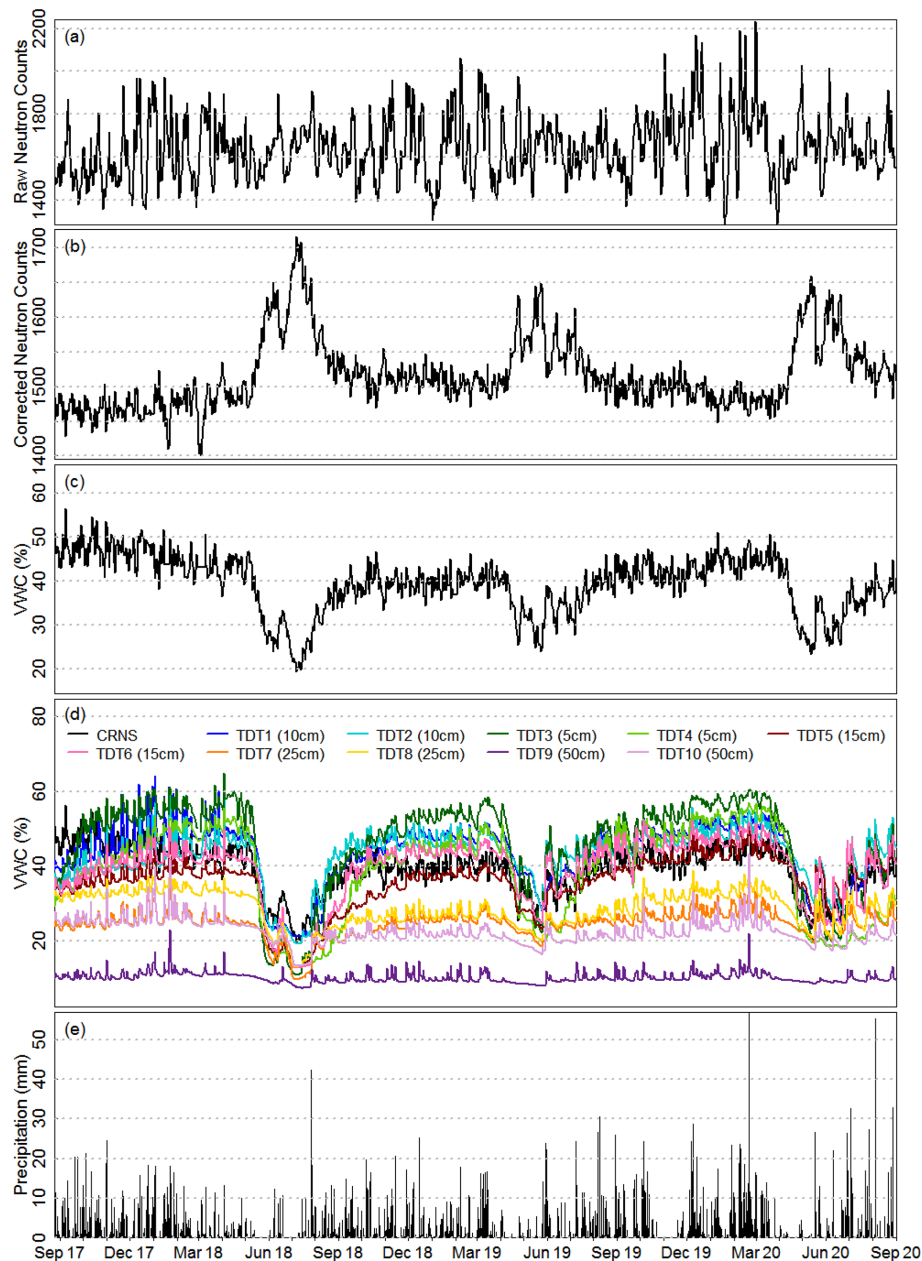 (a)
Raw Neutron Counts
1400
1800
2200
(b)
Corrected Neutron Counts
1400
1500
1600
1700
(c)
VWC (%)
20
30
40
50
60
(d)
CRNS TDT1 (10cm) TDT2 (10cm) TDT3 (5cm) TDT4 (5cm) TDT5 (15cm)
TDT6 (15cm) TDT7 (25cm) TDT8 (25cm) TDT9 (50cm) TDT10 (50cm)
VWC (%)
20
40
60
80
(e)
Precipitation (mm)
0
10
20
30
40
50
Sep 17 Dec 17 Mar 18 Jun 18 Sep 18 Dec 18 Mar 19 Jun 19 Sep 19 Dec 19 Mar 20 Jun 20 Sep 20